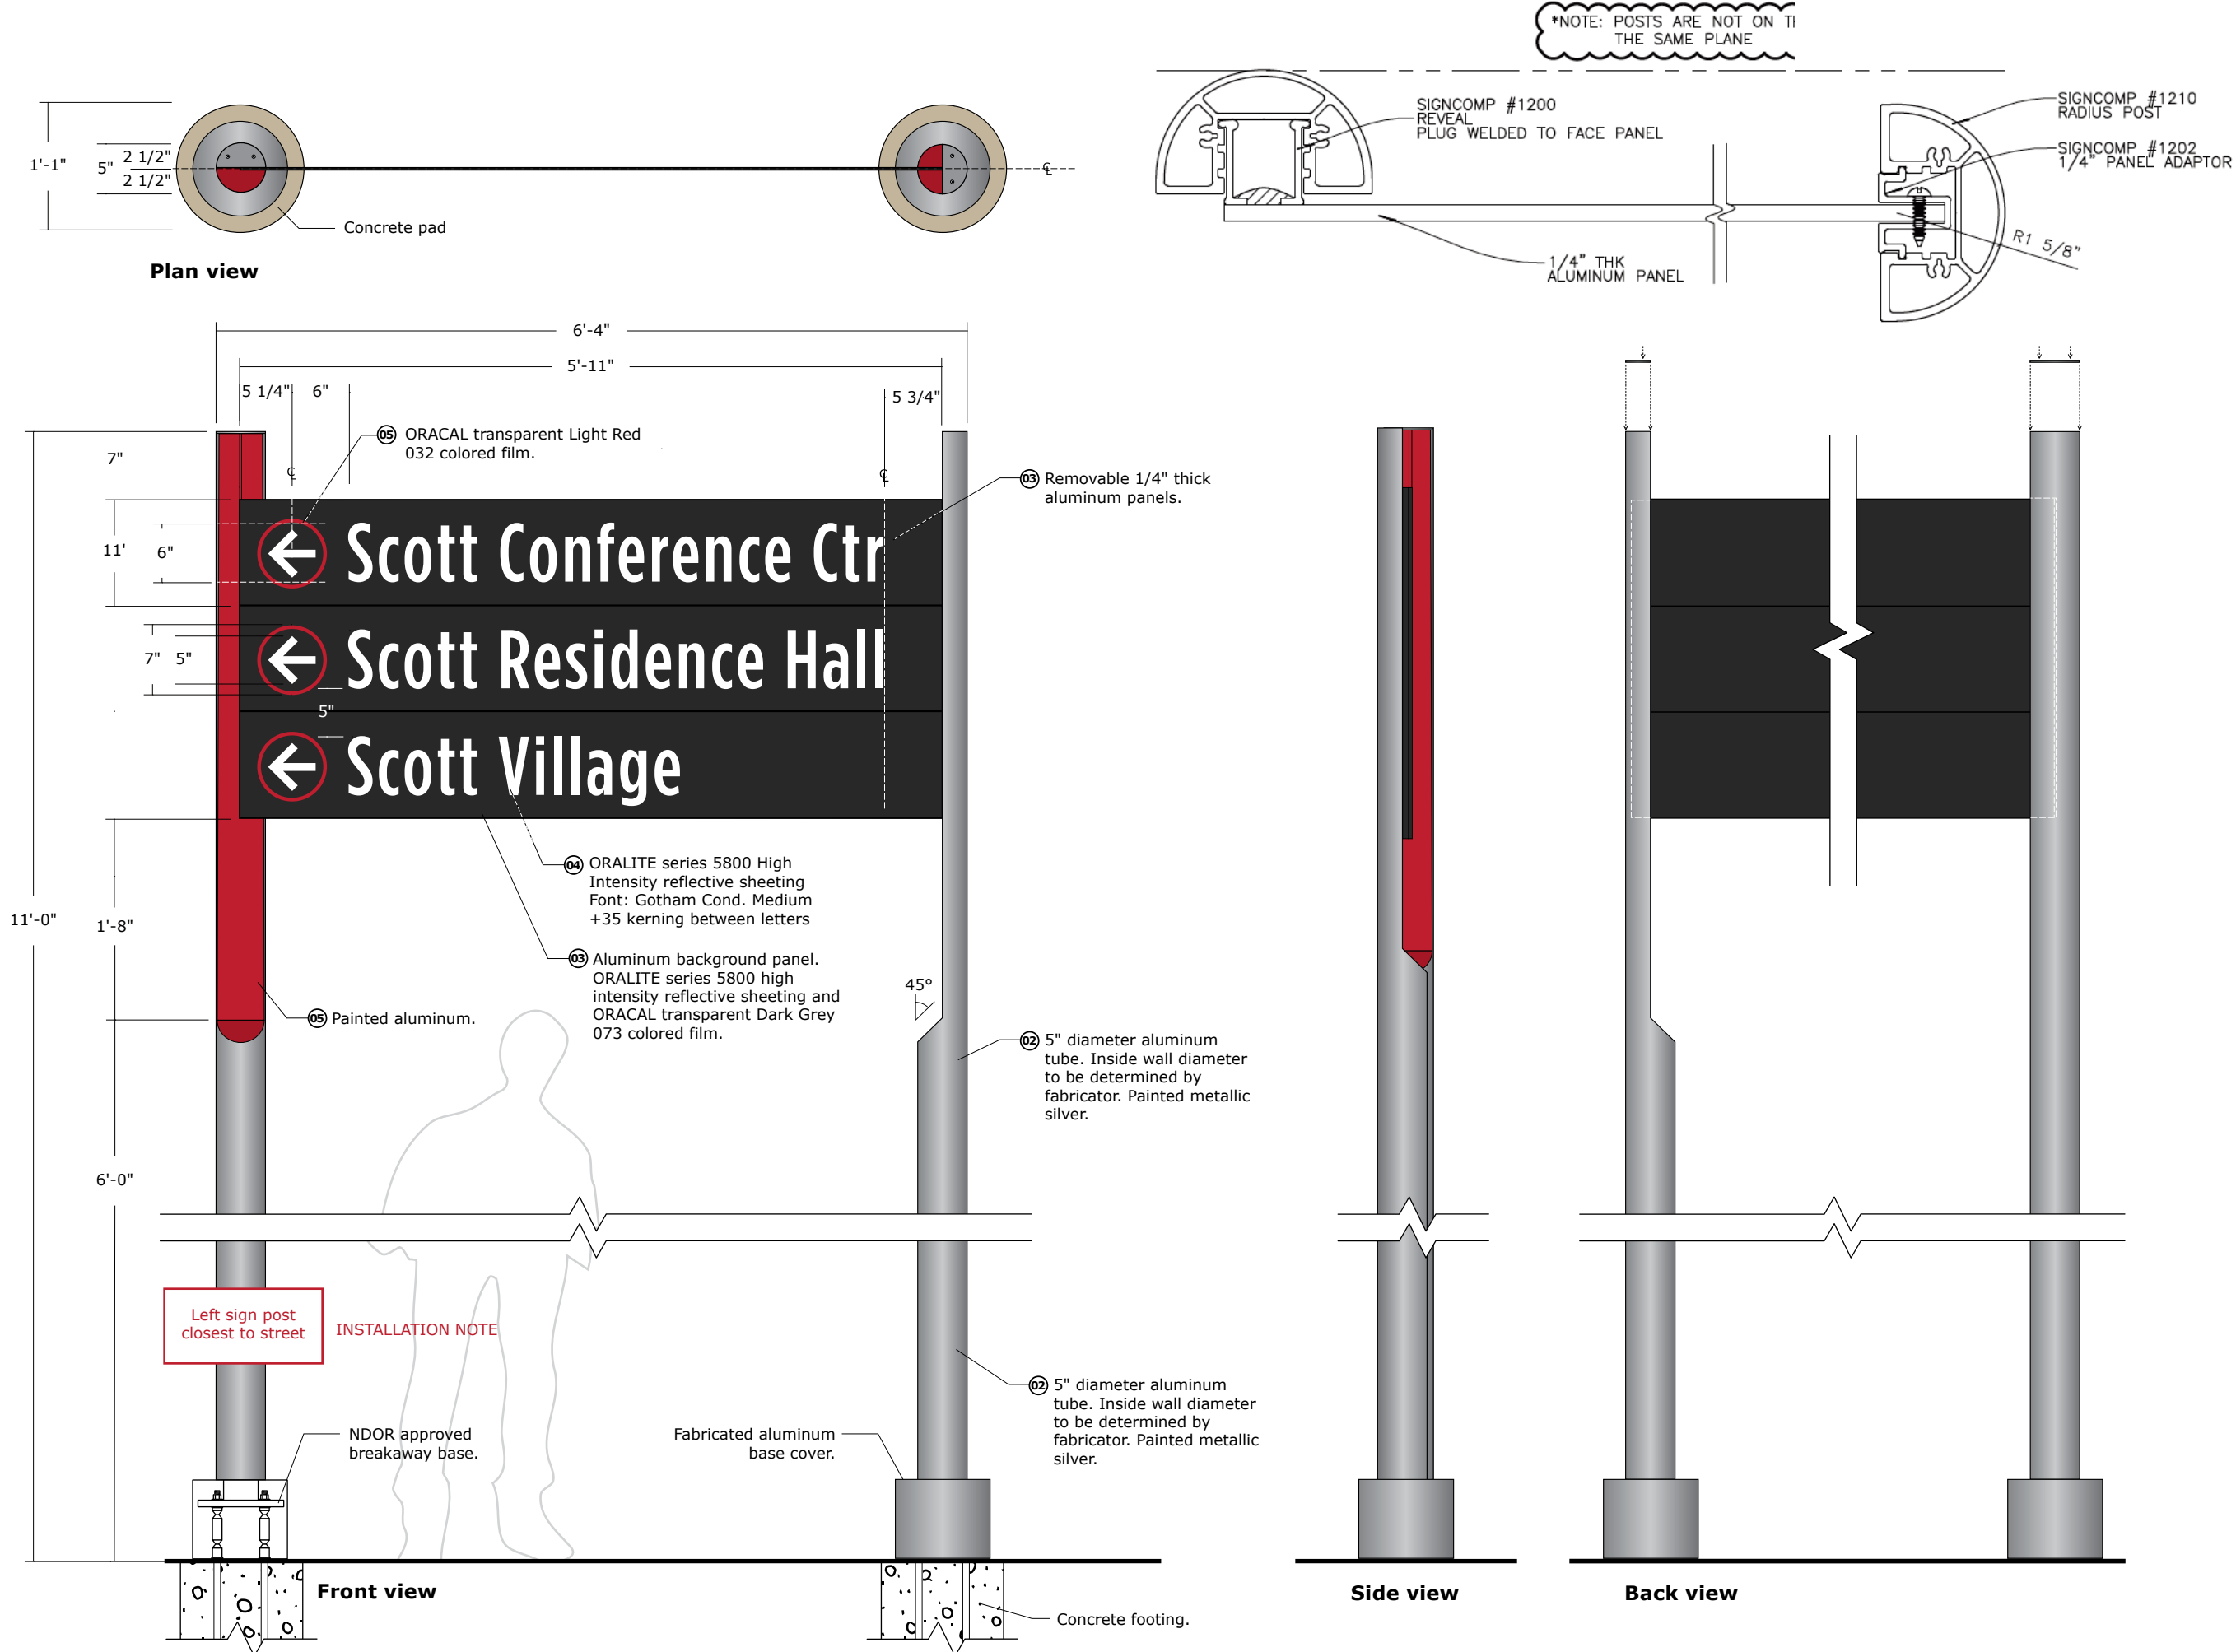 *NOTE: POSTS ARE NOT ON
THE SAME PLANE
1'-1"
5"
2 1/2"
2 1/2"
Concrete pad
Plan view
SIGNCOMP #1200
REVEAL
PLUG WELDED TO FACE PANEL
SIGNCOMP #1210
RADIUS POST
SIGNCOMP #1202
1/4" PANEL ADAPTOR
R1 5/8"
1/4" THK
ALUMINUM PANEL
6'-4"
5'-11"
5 1/4"
6"
5 3/4"
7"
11'
6"
7"
5"
5"
11'-0"
1'-8"
6'-0"
05 ORACAL transparent Light Red
032 colored film.
03 Removable 1/4" thick
aluminum panels.
Scott Conference Ctr
Scott Residence Hall
Scott Village
04 ORALITE series 5800 High
Intensity reflective sheeting
Font: Gotham Cond. Medium
+35 kerning between letters
03 Aluminum background panel.
ORALITE series 5800 high
intensity reflective sheeting and
ORACAL transparent Dark Grey
073 colored film.
05 Painted aluminum.
45°
02 5" diameter aluminum
tube. Inside wall diameter
to be determined by
fabricator. Painted metallic
silver.
Left sign post
closest to street
INSTALLATION NOTE
02 5" diameter aluminum
tube. Inside wall diameter
to be determined by
fabricator. Painted metallic
silver.
NDOR approved
breakaway base.
Fabricated aluminum
base cover.
Front view
Concrete footing.
Side view
Back view